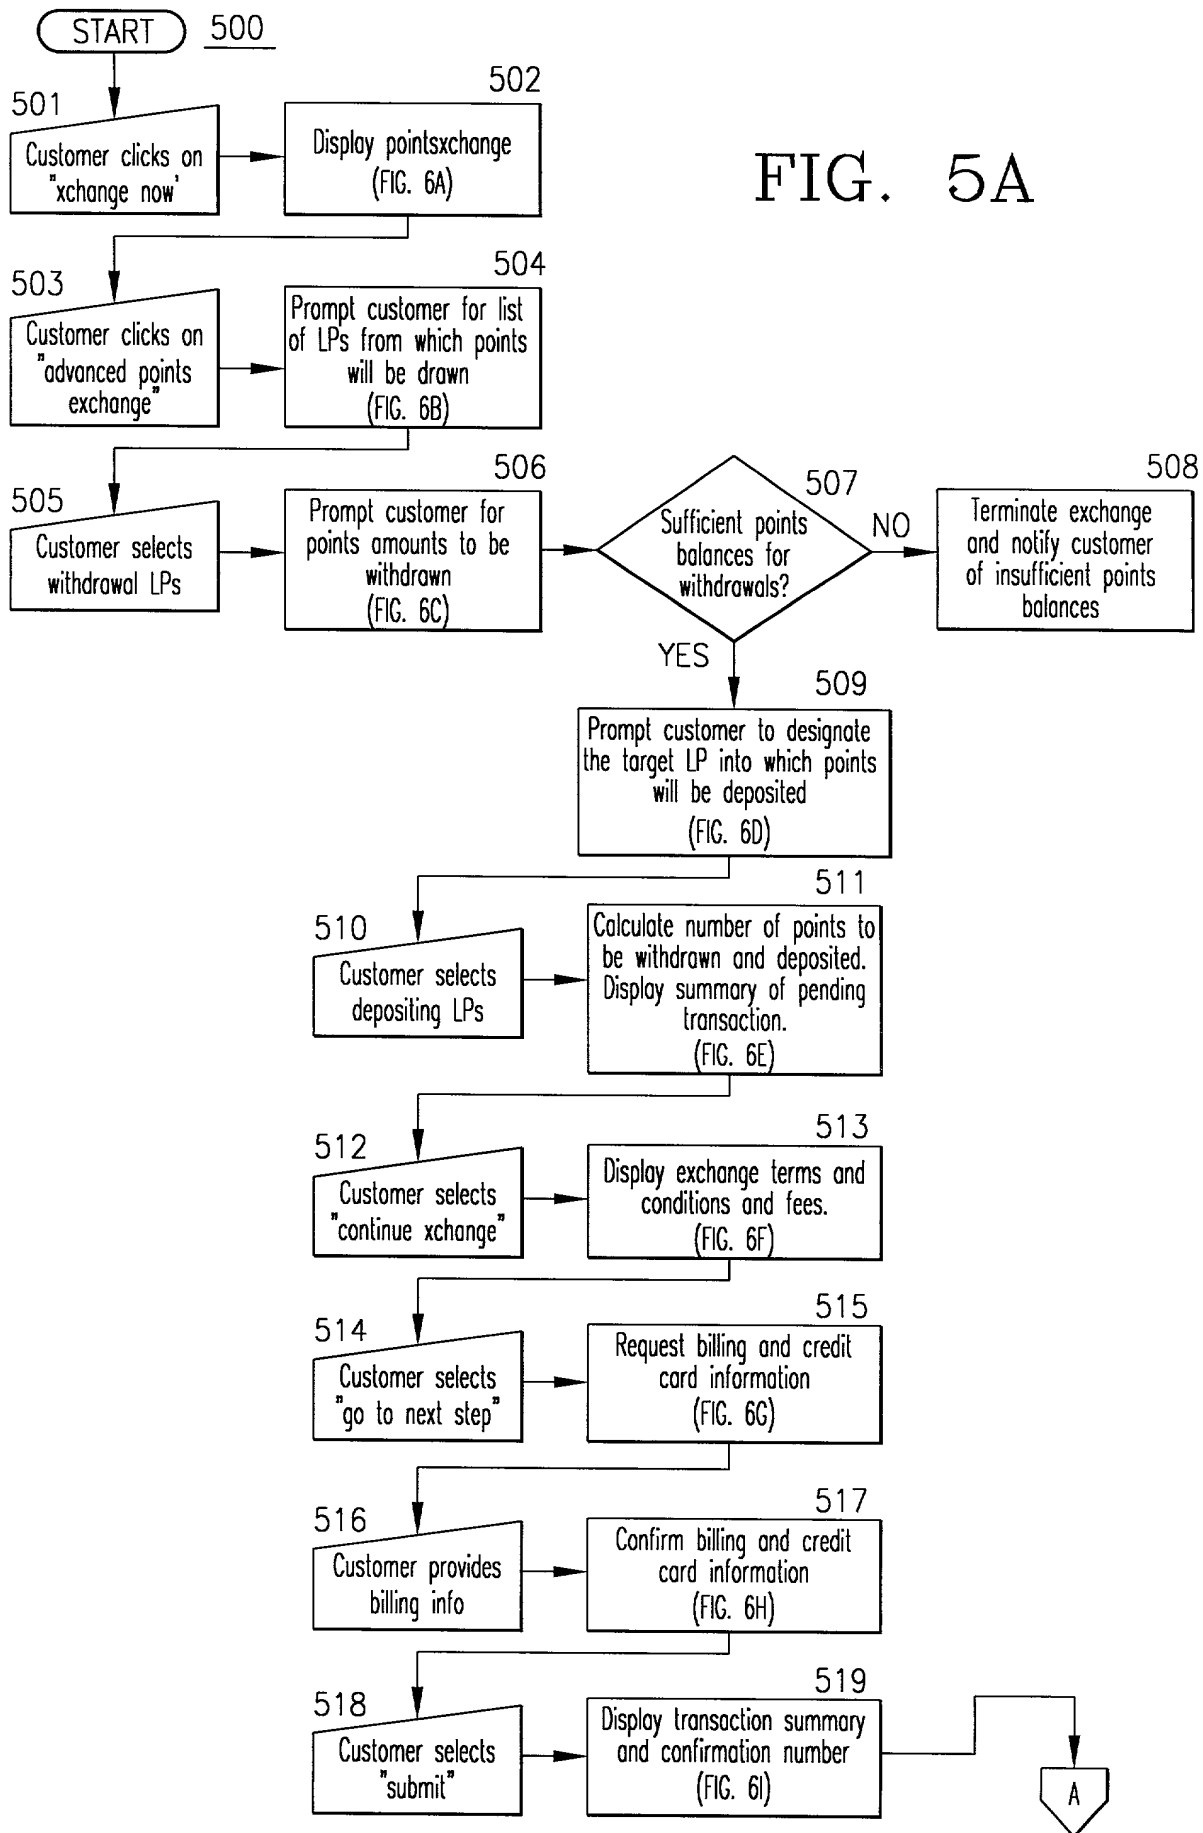 START
500
501
Customer clicks on
"xchange now'
502
Display pointsxchange
(FIG. 6A)
FIG. 5A
503
Customer clicks on
"advanced points
exchange"
504
Prompt customer for list
of LPs from which points
will be drawn
(FIG. 6B)
505
Customer selects
withdrawal LPs
506
Prompt customer for
points amounts to be
withdrawn
(FIG. 6C)
507
Sufficient points
balances for
withdrawals?
NO
508
Terminate exchange
and notify customer
of insufficient points
balances
YES
509
Prompt customer to designate
the target LP into which points
will be deposited
(FIG. 6D)
510
Customer selects
depositing LPs
511
Calculate number of points to
be withdrawn and deposited.
Display summary of pending
transaction.
(FIG. 6E)
512
Customer selects
"continue xchange"
513
Display exchange terms and
conditions and fees.
(FIG. 6F)
514
Customer selects
"go to next step"
515
Request billing and credit
card information
(FIG. 6G)
516
Customer provides
billing info
517
Confirm billing and credit
card information
(FIG. 6H)
518
Customer selects
"submit"
519
Display transaction summary
and confirmation number
(FIG. 6I)
A